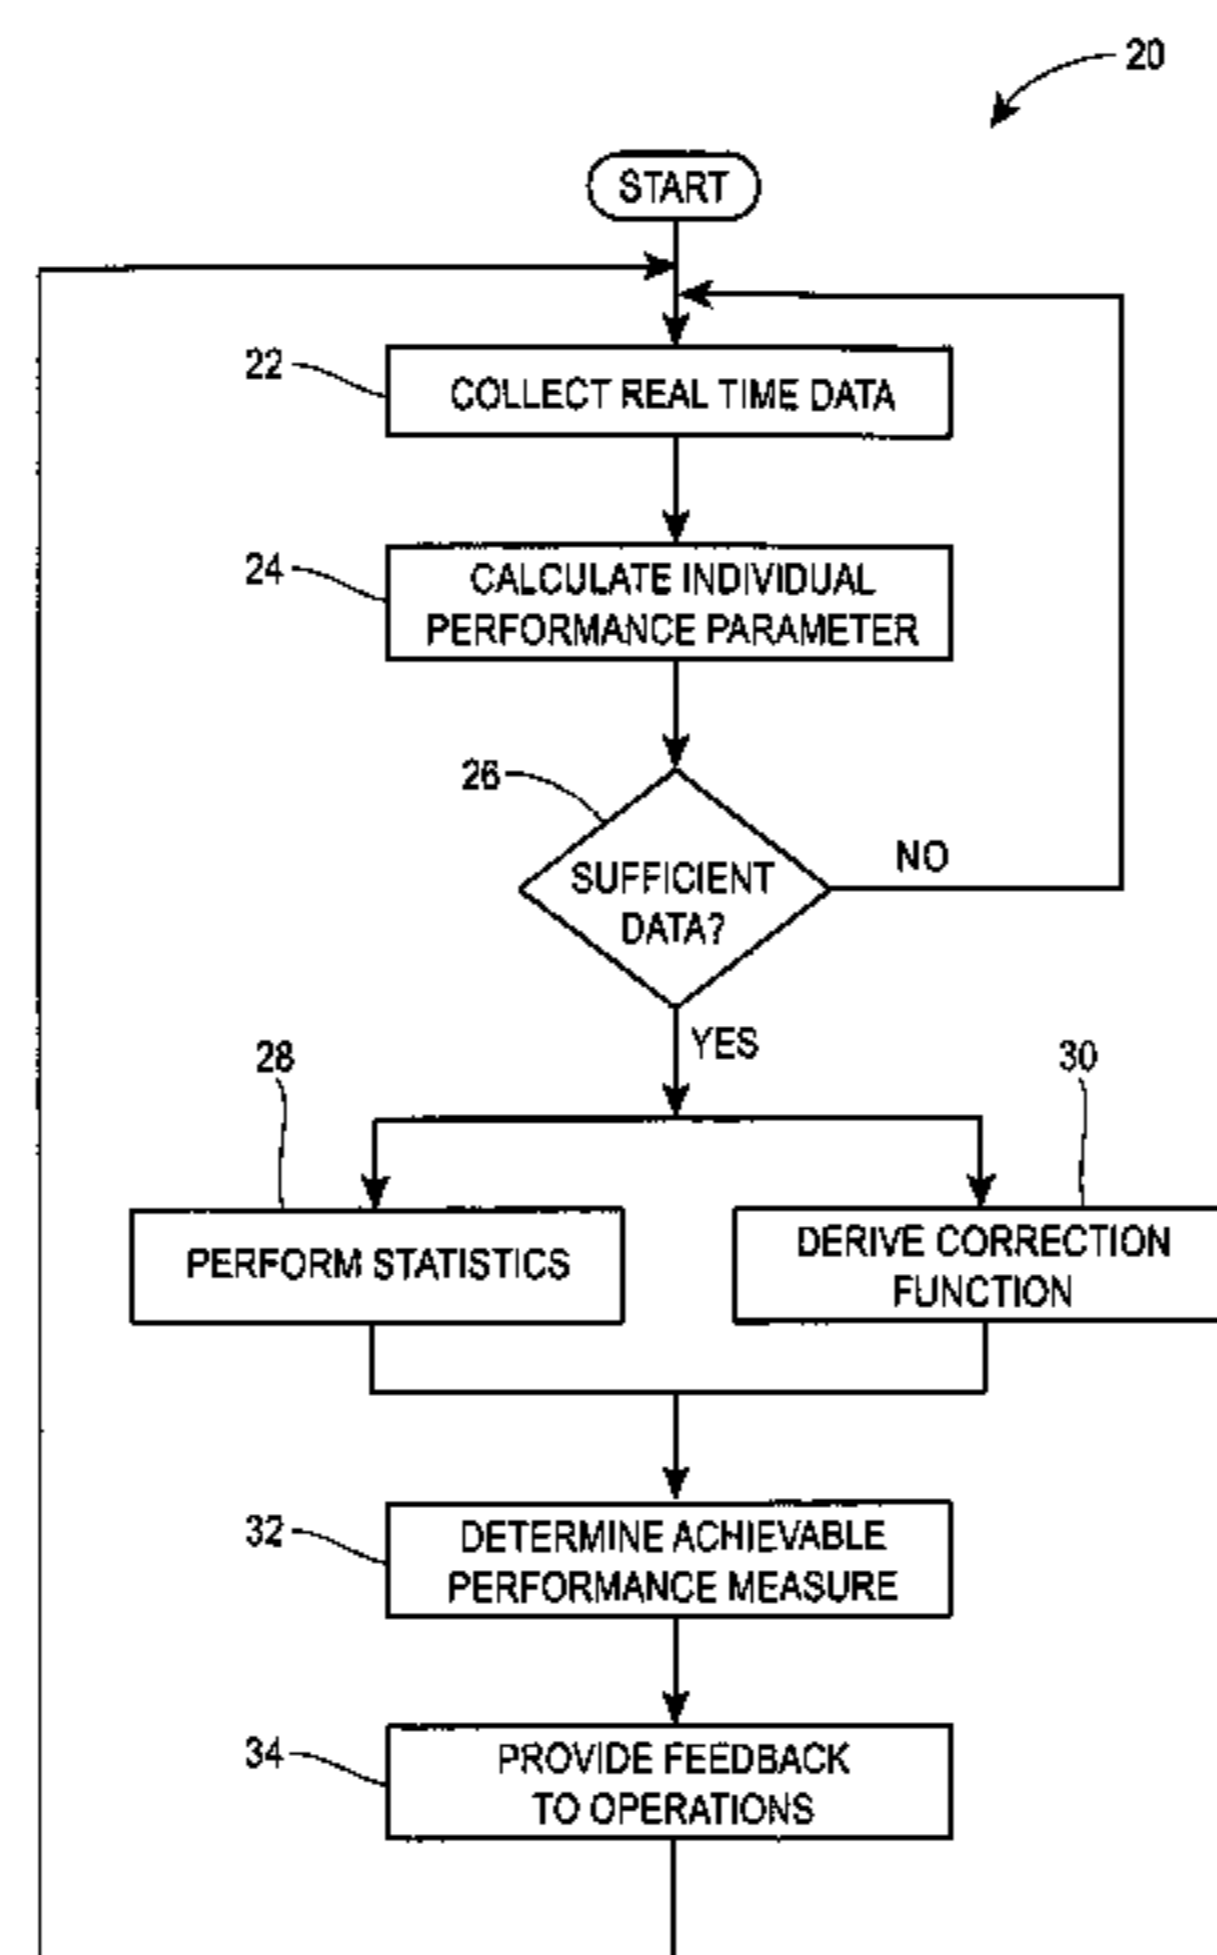 20
START
22
COLLECT REAL TIME DATA
24
CALCULATE INDIVIDUAL
PERFORMANCE PARAMETER
26
SUFFICIENT
DATA?
NO
YES
28
30
PERFORM STATISTICS
DERIVE CORRECTION
FUNCTION
32
DETERMINE ACHIEVABLE
PERFORMANCE MEASURE
34
PROVIDE FEEDBACK
TO OPERATIONS